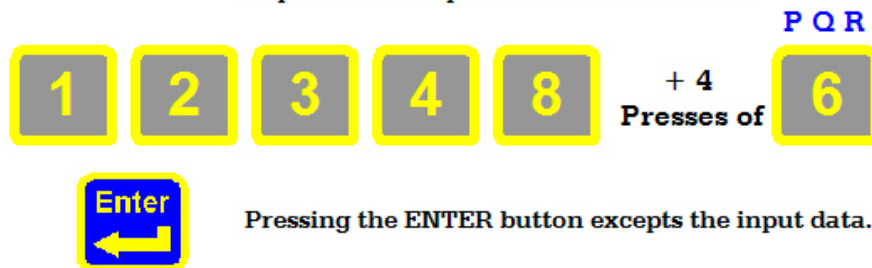 P Q R
1 2 3 4 8 + 4 Presses of 6
Enter
Pressing the ENTER button excepts the input data.